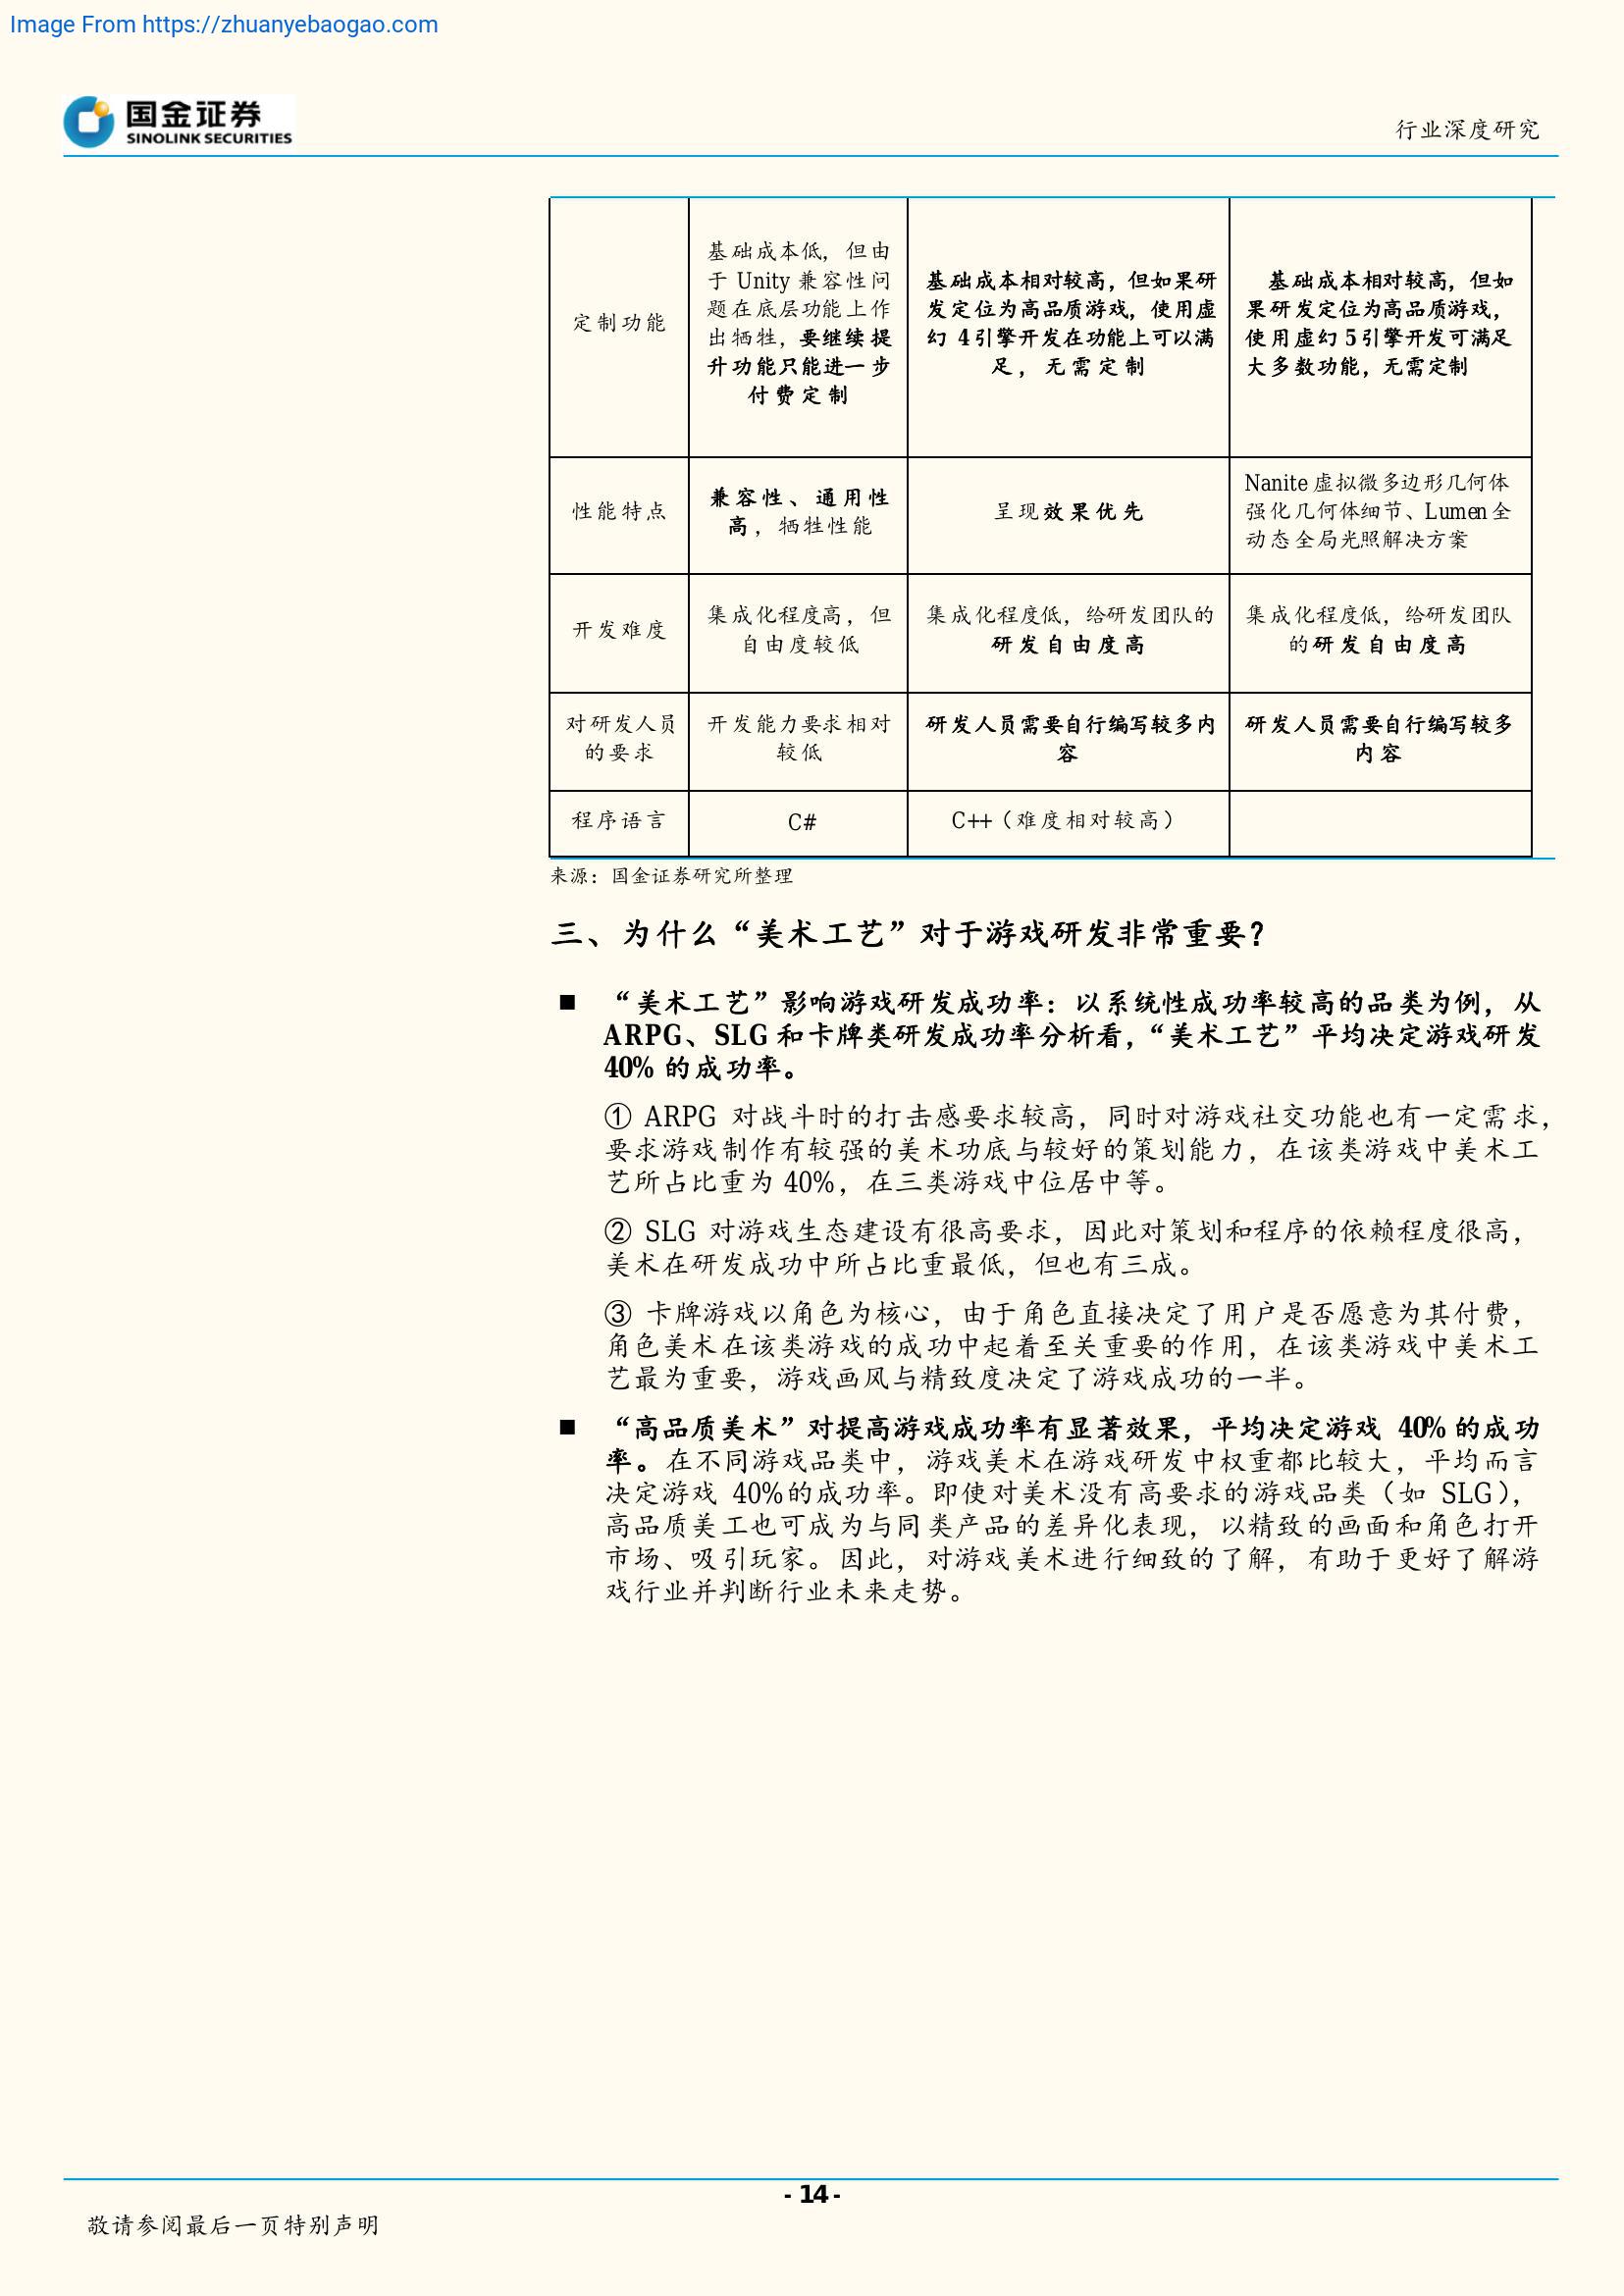 Image From https://zhuanyebaogao.com
国金证券
SINOLINK SECURITIES
行业深度研究
定制功能
基础成本低，但由
于 Unity 兼容性问
题在底层功能上作
出牺牲，要继续提
升功能只能进一步
付费定制
基础成本相对较高，但如果研
发定位为高品质游戏，使用虚
幻 4 引擎开发在功能上可以满
足，无需定制
基础成本相对较高，但如
果研发定位为高品质游戏，
使用虚幻 5 引擎开发可满足
大多数功能，无需定制
性能特点
兼容性、通用性
高，牺牲性能
呈现效果优先
Nanite 虚拟微多边形几何体
强化几何体细节、Lumen 全
动态全局光照解决方案
开发难度
集成化程度高，但
自由度较低
集成化程度低，给研发团队的
研发自由度高
集成化程度低，给研发团队
的研发自由度高
对研发人员
的要求
开发能力要求相对
较低
研发人员需要自行编写较多内
容
研发人员需要自行编写较多
内容
程序语言
C#
C++（难度相对较高）
来源：国金证券研究所整理
三、为什么“美术工艺”对于游戏研发非常重要？
■ “美术工艺”影响游戏研发成功率：以系统性成功率较高的品类为例，从
ARPG、SLG 和卡牌类研发成功率分析看，“美术工艺”平均决定游戏研发
40% 的成功率。
① ARPG 对战斗时的打击感要求较高，同时对游戏社交功能也有一定需求，
要求游戏制作有较强的美术功底与较好的策划能力，在该类游戏中美术工
艺所占比重为 40%，在三类游戏中位居中等。
② SLG 对游戏生态建设有很高要求，因此对策划和程序的依赖程度很高，
美术在研发成功中所占比重最低，但也有三成。
③ 卡牌游戏以角色为核心，由于角色直接决定了用户是否愿意为其付费，
角色美术在该类游戏的成功中起着至关重要的作用，在该类游戏中美术工
艺最为重要，游戏画风与精致度决定了游戏成功的一半。
■ “高品质美术”对提高游戏成功率有显著效果，平均决定游戏 40% 的成功
率。在不同游戏品类中，游戏美术在游戏研发中权重都比较大，平均而言
决定游戏 40%的成功率。即使对美术没有高要求的游戏品类（如 SLG），
高品质美工也可成为与同类产品的差异化表现，以精致的画面和角色打开
市场、吸引玩家。因此，对游戏美术进行细致的了解，有助于更好了解游
戏行业并判断行业未来走势。
- 14 -
敬请参阅最后一页特别声明